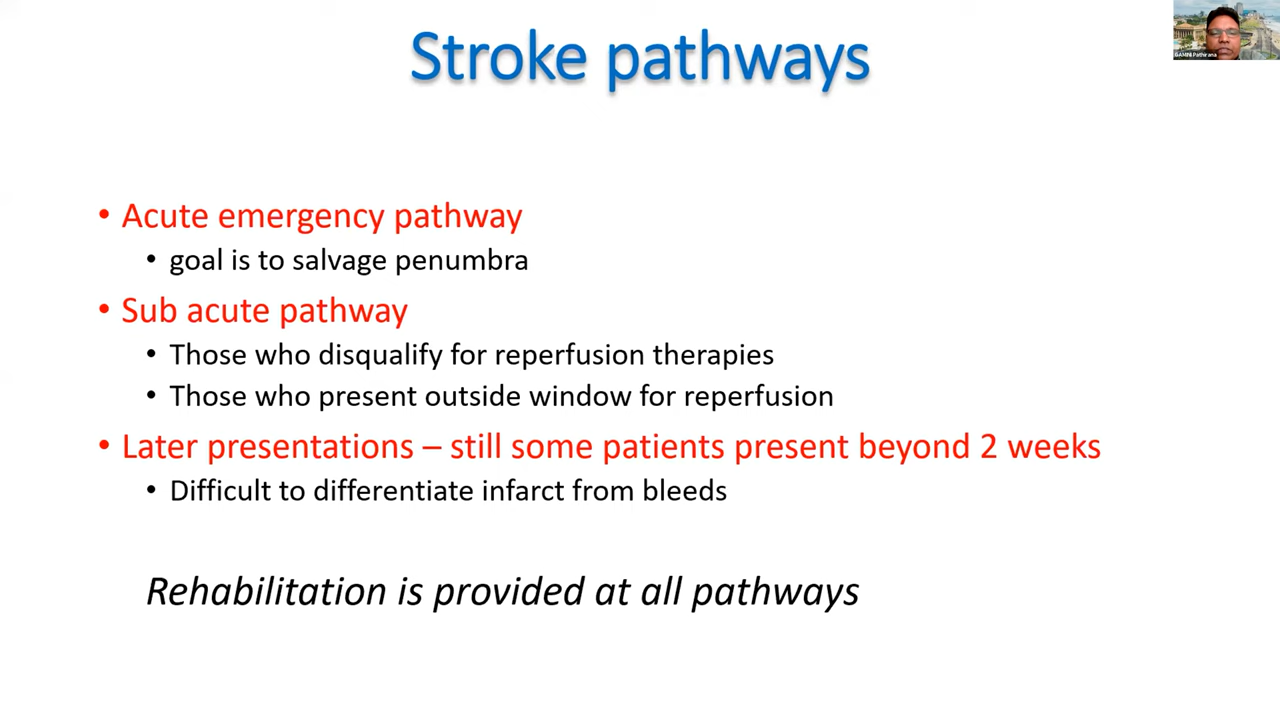 Stroke pathways
GAMINI Pathirana
• Acute emergency pathway
• goal is to salvage penumbra
• Sub acute pathway
• Those who disqualify for reperfusion therapies
• Those who present outside window for reperfusion
• Later presentations – still some patients present beyond 2 weeks
• Difficult to differentiate infarct from bleeds
Rehabilitation is provided at all pathways